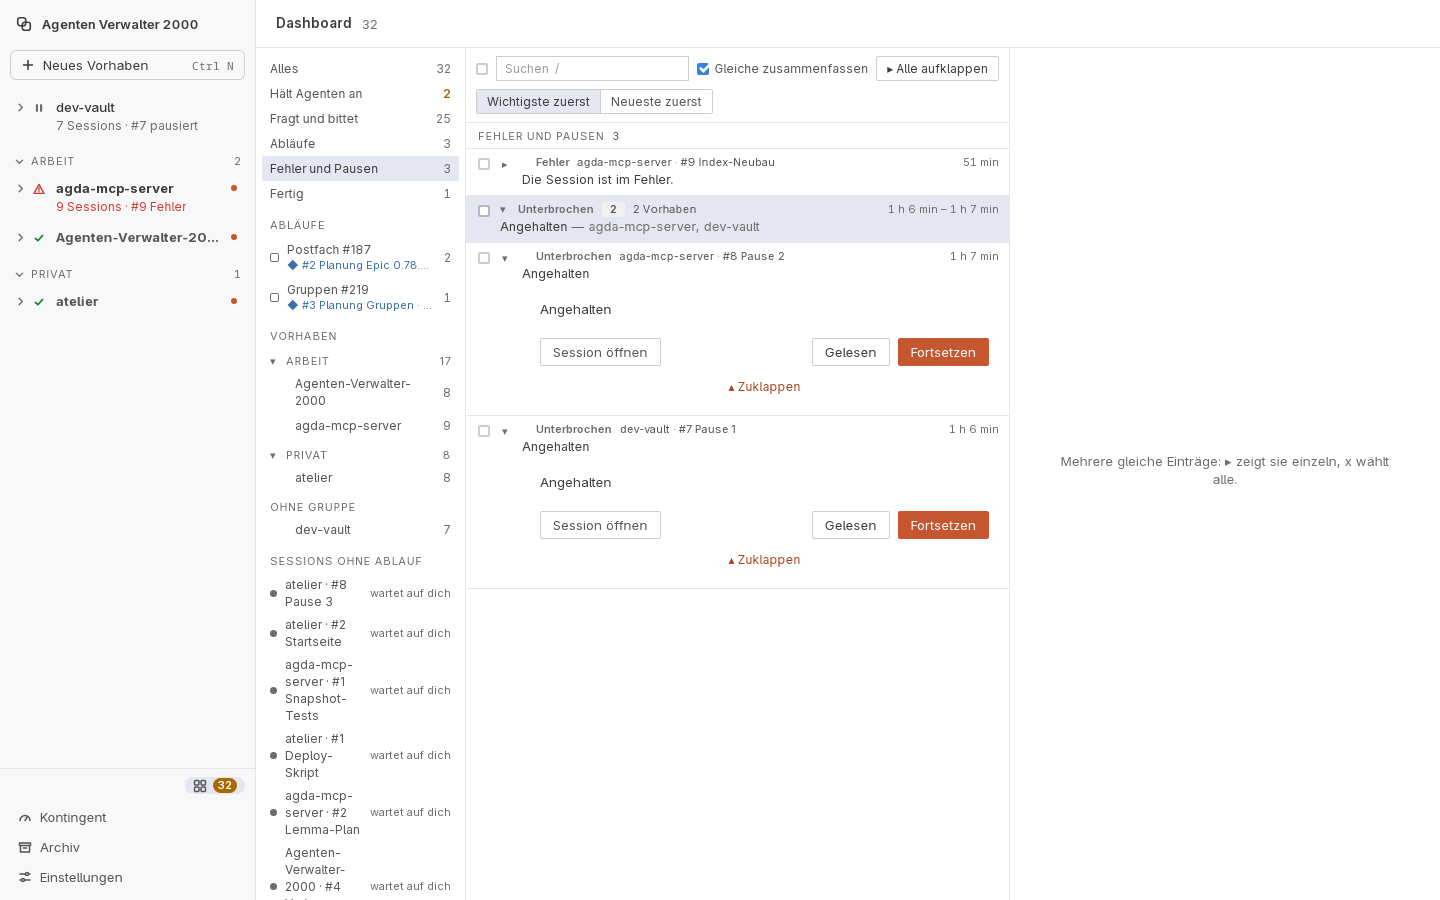 Agenten Verwalter 2000
Neues Vorhaben Ctrl N
dev-vault
7 Sessions · #7 pausiert
ARBEIT 2
agda-mcp-server
9 Sessions · #9 Fehler
Agenten-Verwalter-20...
PRIVAT 1
atelier
32
Kontingent
Archiv
Einstellungen
Dashboard 32
Alles 32
Hält Agenten an 2
Fragt und bittet 25
Abläufe 3
Fehler und Pausen 3
Fertig 1
ABLÄUFE
Postfach #187
◆ #2 Planung Epic 0.78.... 2
Gruppen #219
◆ #3 Planung Gruppen · ... 1
VORHABEN
▾ ARBEIT 17
Agenten-Verwalter-
2000 8
agda-mcp-server 9
▾ PRIVAT 8
atelier 8
OHNE GRUPPE
dev-vault 7
SESSIONS OHNE ABLAUF
atelier · #8
Pause 3 wartet auf dich
atelier · #2
Startseite wartet auf dich
agda-mcp-
server · #1
Snapshot-
Tests wartet auf dich
atelier · #1
Deploy-
Skript wartet auf dich
agda-mcp-
server · #2
Lemma-Plan wartet auf dich
Agenten-
Verwalter-
2000 · #4 wartet auf dich
Suchen / Gleiche zusammenfassen ▸ Alle aufklappen
Wichtigste zuerst Neueste zuerst
FEHLER UND PAUSEN 3
▸ Fehler agda-mcp-server · #9 Index-Neubau 51 min
Die Session ist im Fehler.
▾ Unterbrochen 2 2 Vorhaben 1 h 6 min – 1 h 7 min
Angehalten — agda-mcp-server, dev-vault
▾ Unterbrochen agda-mcp-server · #8 Pause 2 1 h 7 min
Angehalten
Angehalten
Session öffnen Gelesen Fortsetzen
▴ Zuklappen
▾ Unterbrochen dev-vault · #7 Pause 1 1 h 6 min
Angehalten
Angehalten
Session öffnen Gelesen Fortsetzen
▴ Zuklappen
Mehrere gleiche Einträge: ▸ zeigt sie einzeln, x wählt
alle.